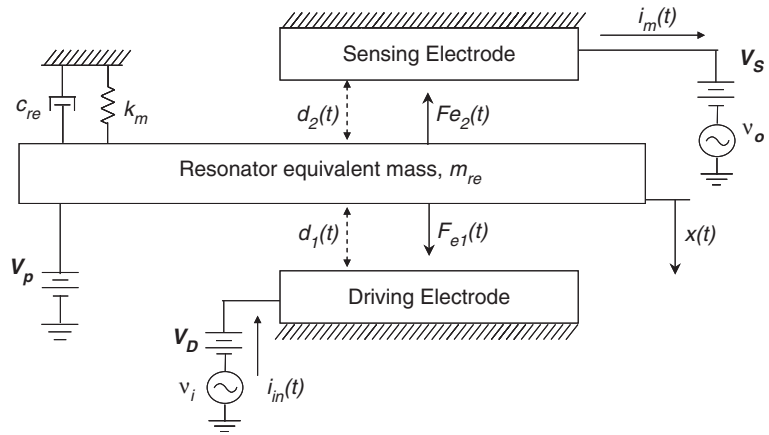 i_m(t)
Sensing Electrode
V_S
c_re
k_m
d_2(t)
Fe_2(t)
v_o
Resonator equivalent mass, m_re
d_1(t)
F_e1(t)
x(t)
V_p
Driving Electrode
V_D
v_i
i_in(t)